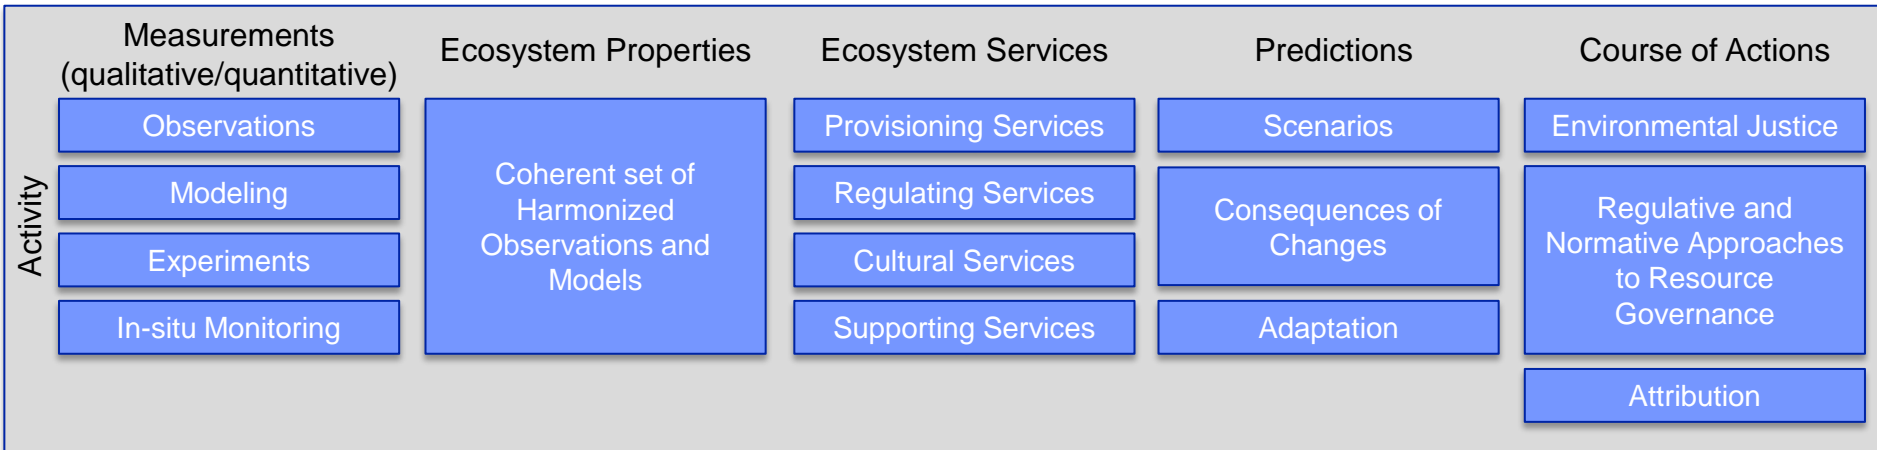 Measurements
(qualitative/quantitative)
Ecosystem Properties
Ecosystem Services
Predictions
Course of Actions
Activity
Observations
Modeling
Experiments
In-situ Monitoring
Coherent set of
Harmonized
Observations and
Models
Provisioning Services
Regulating Services
Cultural Services
Supporting Services
Scenarios
Consequences of
Changes
Adaptation
Environmental Justice
Regulative and
Normative Approaches
to Resource
Governance
Attribution